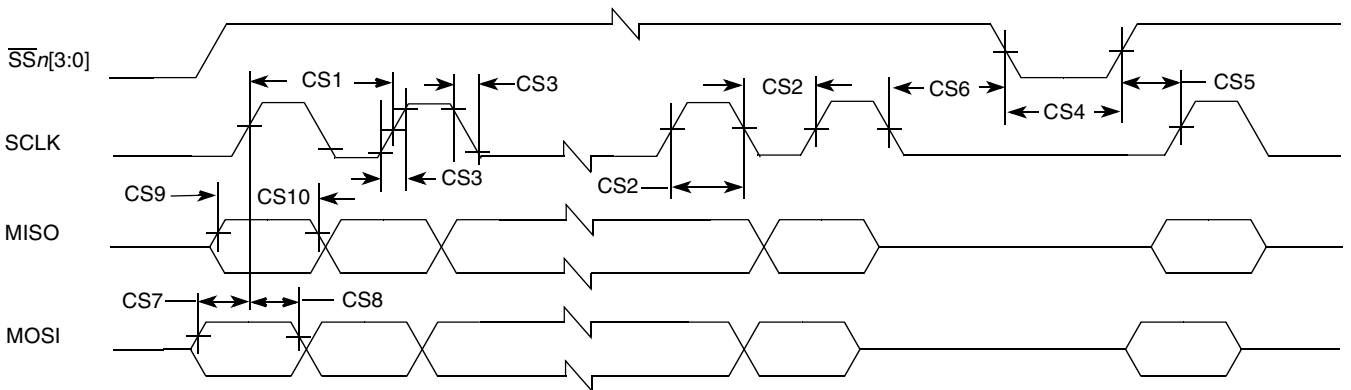 SSn[3:0]
CS1
CS3
CS2
CS6
CS5
CS4
SCLK
CS3
CS2
CS9
CS10
MISO
CS7
CS8
MOSI